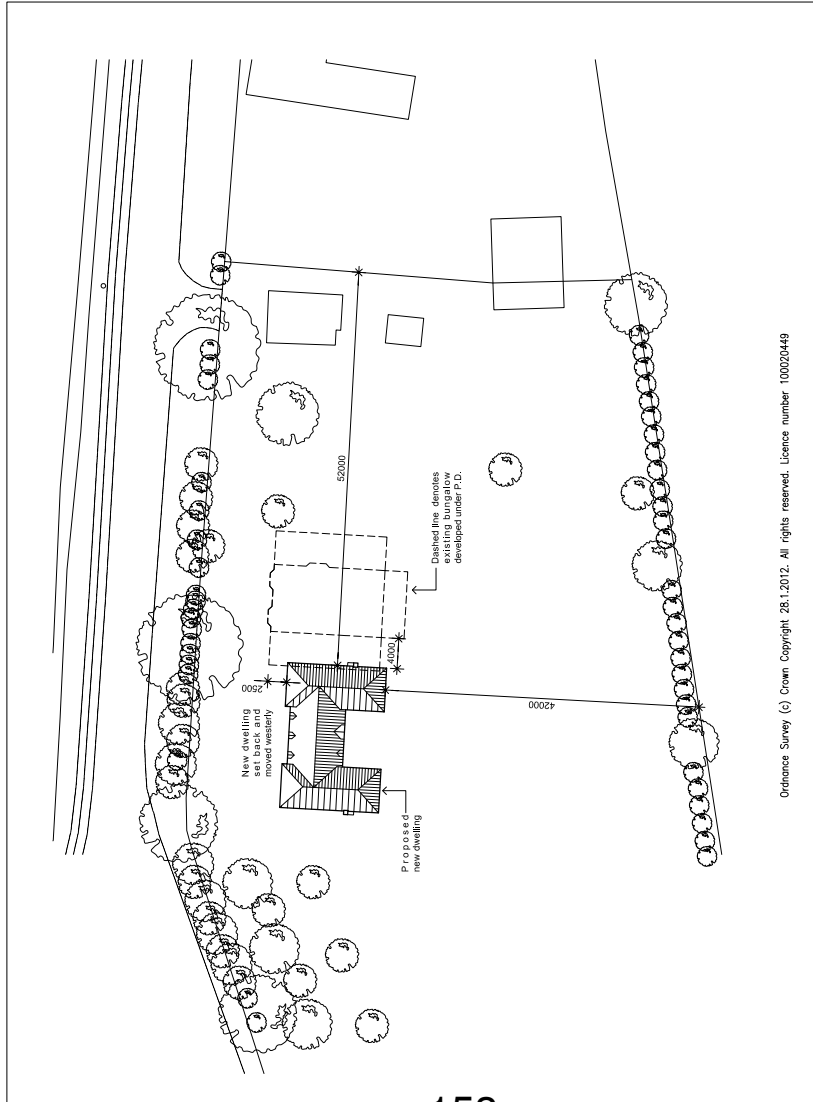 New dwelling
set back and
moved westerly
2500
4000
52000
42000
Dashed line denotes
existing bungalow
developed under P.D.
Proposed
new dwelling
Ordnance Survey (c) Crown Copyright 28.1.2012. All rights reserved. Licence number 100020449